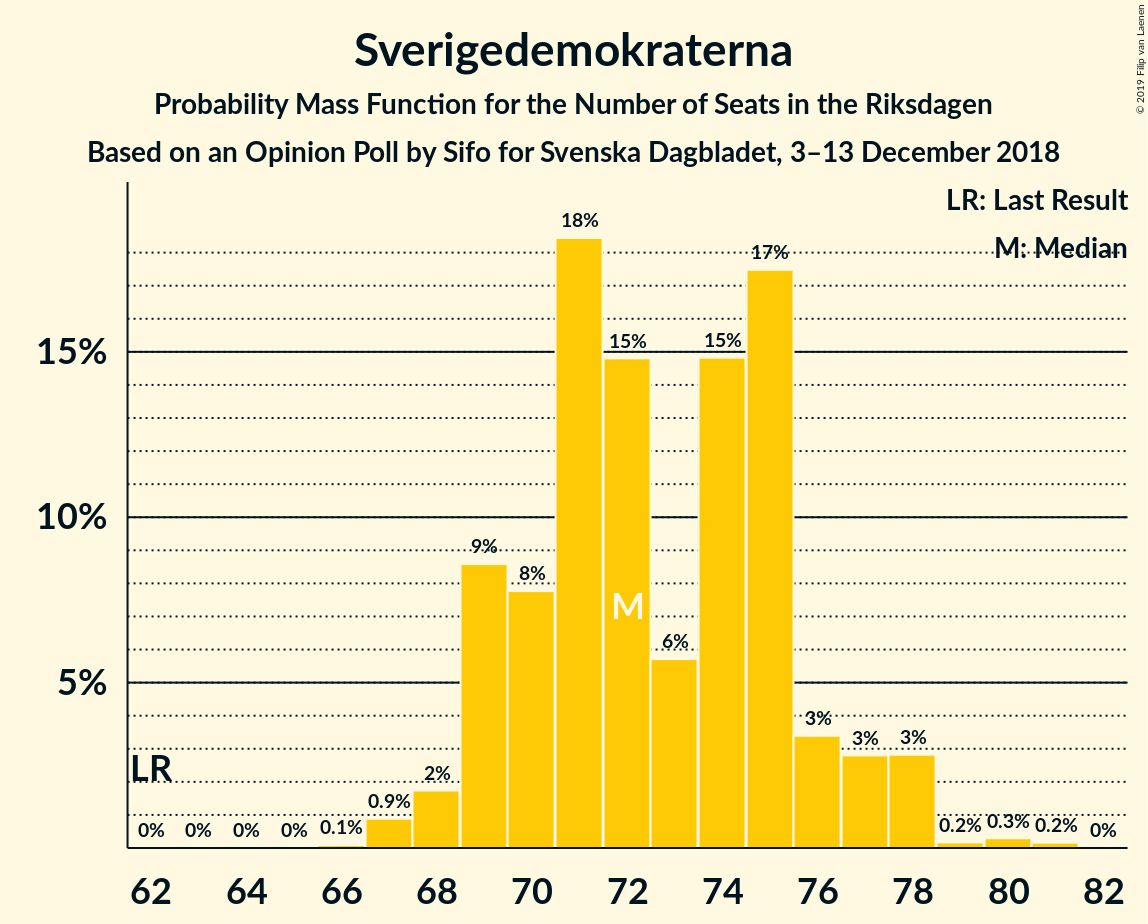 Sverigedemokraterna
Probability Mass Function for the Number of Seats in the Riksdagen
Based on an Opinion Poll by Sifo for Svenska Dagbladet, 3–13 December 2018
© 2019 Filip van Laenen
LR: Last Result
M: Median
15%
10%
5%
LR
0%
0%
0%
0%
0.1%
0.9%
2%
9%
8%
18%
15%
M
6%
15%
17%
3%
3%
3%
0.2%
0.3%
0.2%
0%
62 64 66 68 70 72 74 76 78 80 82